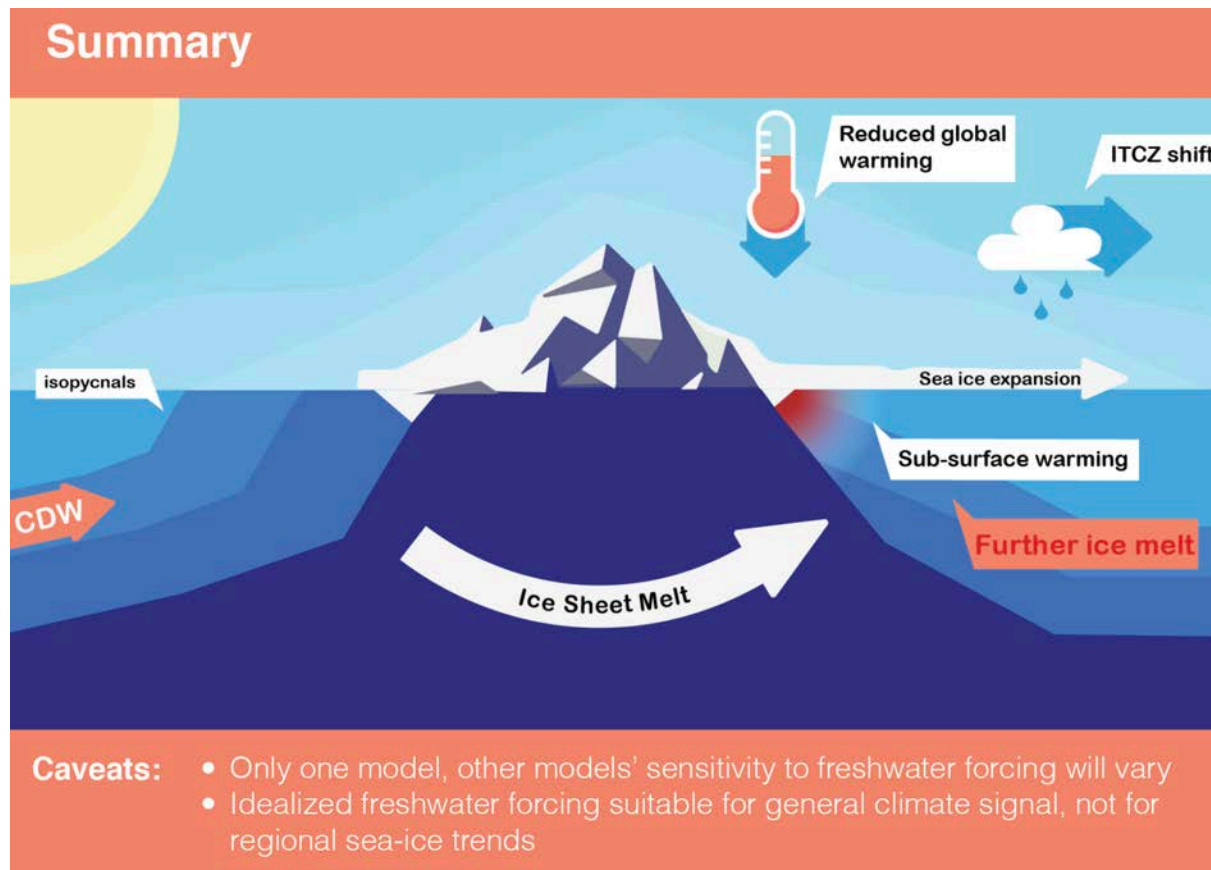 Summary
Reduced global
warming
ITCZ shift
isopycnals
Sea ice expansion
Sub-surface warming
CDW
Further ice melt
Ice Sheet Melt
Caveats:
• Only one model, other models’ sensitivity to freshwater forcing will vary
• Idealized freshwater forcing suitable for general climate signal, not for
regional sea-ice trends